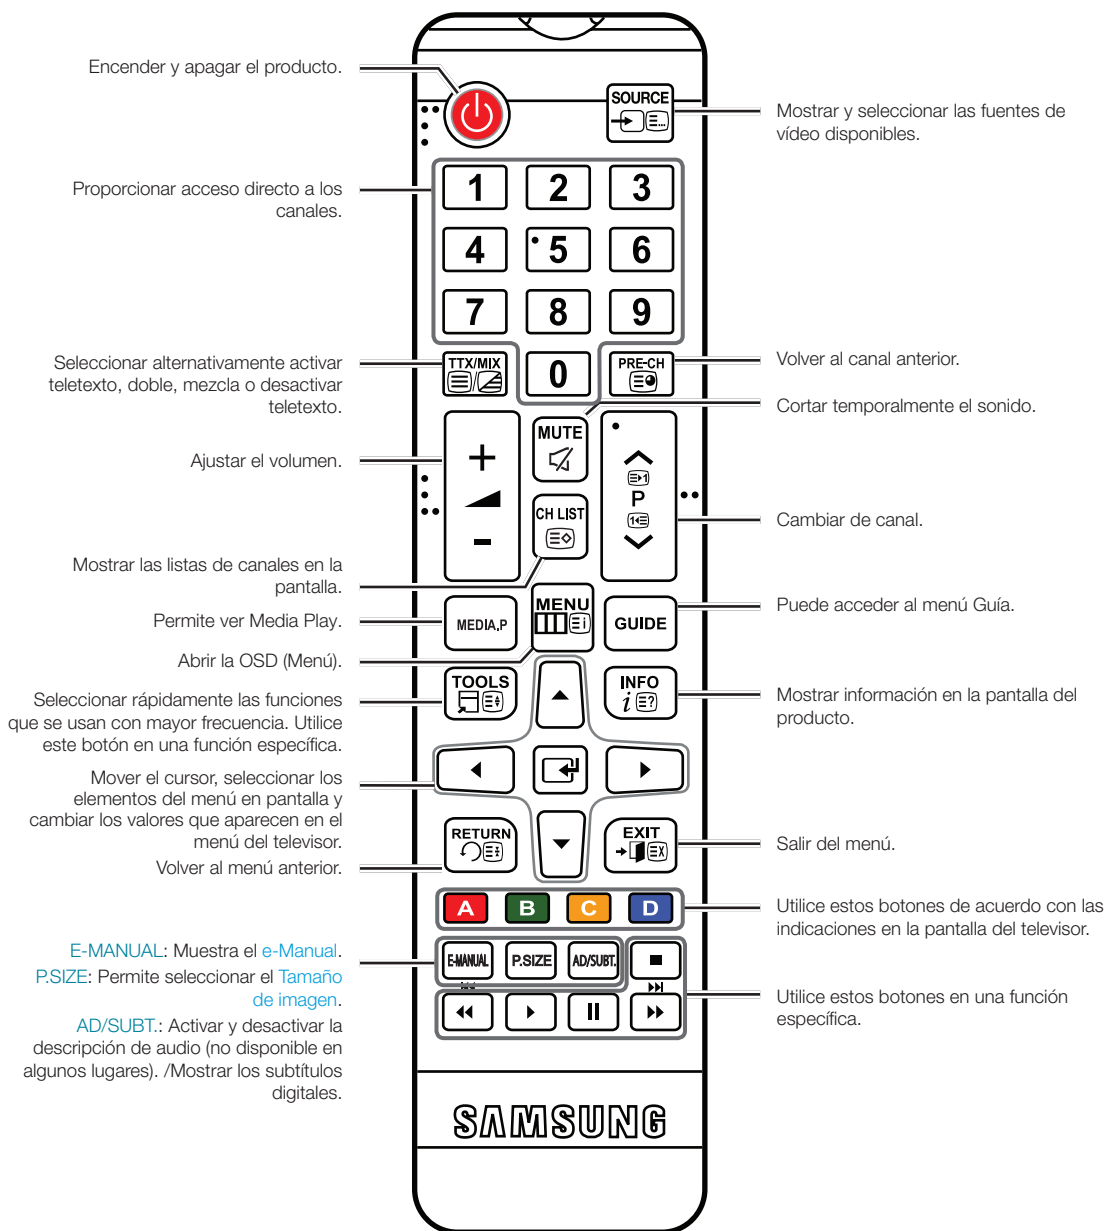 Encender y apagar el producto.
SOURCE
Mostrar y seleccionar las fuentes de
vídeo disponibles.
Proporcionar acceso directo a los
canales.
1 2 3
4 5 6
7 8 9
0
Seleccionar alternativamente activar
teletexto, doble, mezcla o desactivar
teletexto.
TTX/MIX
PRE-CH
Volver al canal anterior.
MUTE
Cortar temporalmente el sonido.
Ajustar el volumen.
+
-
CH LIST
P
Cambiar de canal.
Mostrar las listas de canales en la
pantalla.
Permite ver Media Play.
MEDIA.P
MENU
GUIDE
Puede acceder al menú Guía.
Abrir la OSD (Menú).
TOOLS
INFO
Seleccionar rápidamente las funciones
que se usan con mayor frecuencia. Utilice
este botón en una función específica.
Mostrar información en la pantalla del
producto.
Mover el cursor, seleccionar los
elementos del menú en pantalla y
cambiar los valores que aparecen en el
menú del televisor.
RETURN
EXIT
Volver al menú anterior.
Salir del menú.
A B C D
Utilice estos botones de acuerdo con las
indicaciones en la pantalla del televisor.
E-MANUAL: Muestra el e-Manual.
P.SIZE: Permite seleccionar el Tamaño
de imagen.
AD/SUBT.: Activar y desactivar la
descripción de audio (no disponible en
algunos lugares). /Mostrar los subtítulos
digitales.
E-MANUAL P.SIZE AD/SUBT.
Utilice estos botones en una función
específica.
SAMSUNG